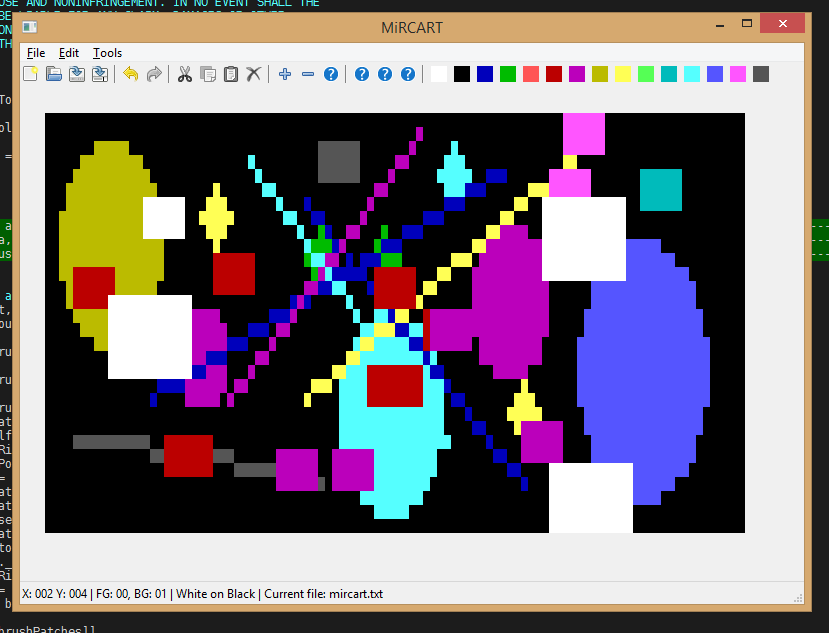 OSE AND NONINFRINGEMENT. IN NO EVENT SHALL THE
MiRCART
File Edit Tools
X: 002 Y: 004 | FG: 00, BG: 01 | White on Black | Current file: mircart.txt
brushPatches]]